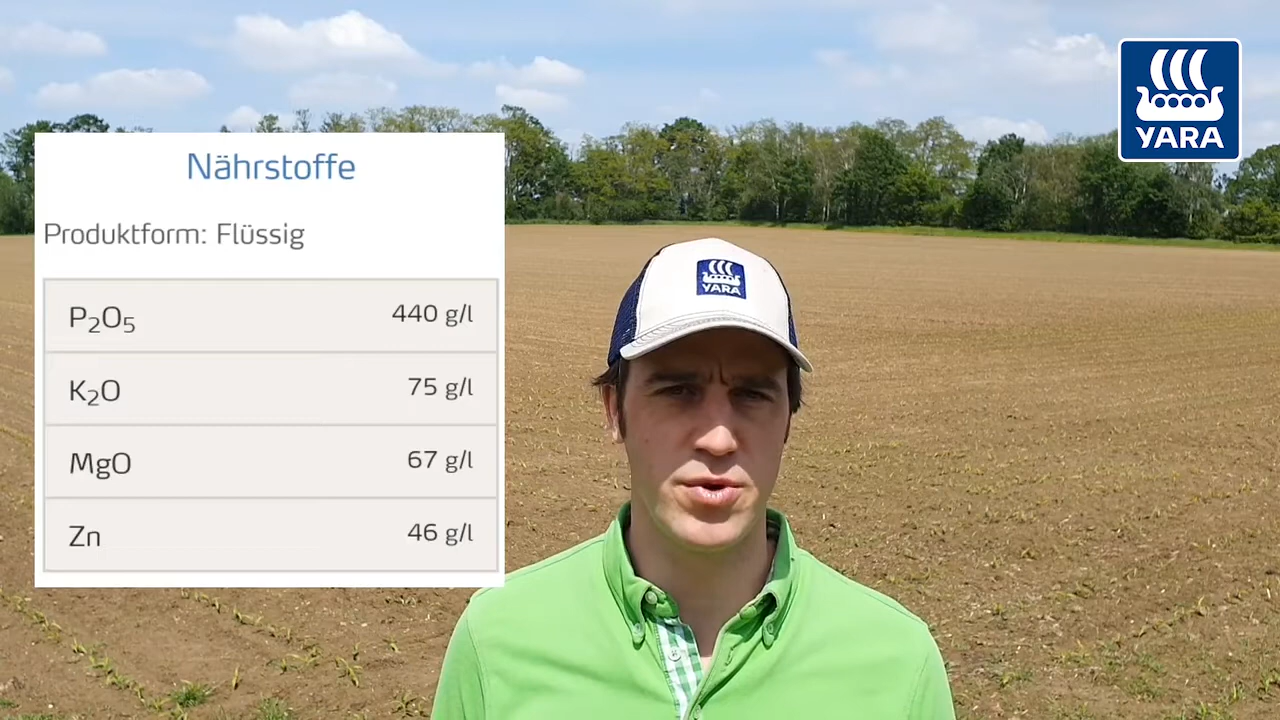 YARA
Nährstoffe
Produktform: Flüssig
P₂O₅ 440 g/l
K₂O 75 g/l
MgO 67 g/l
Zn 46 g/l
YARA